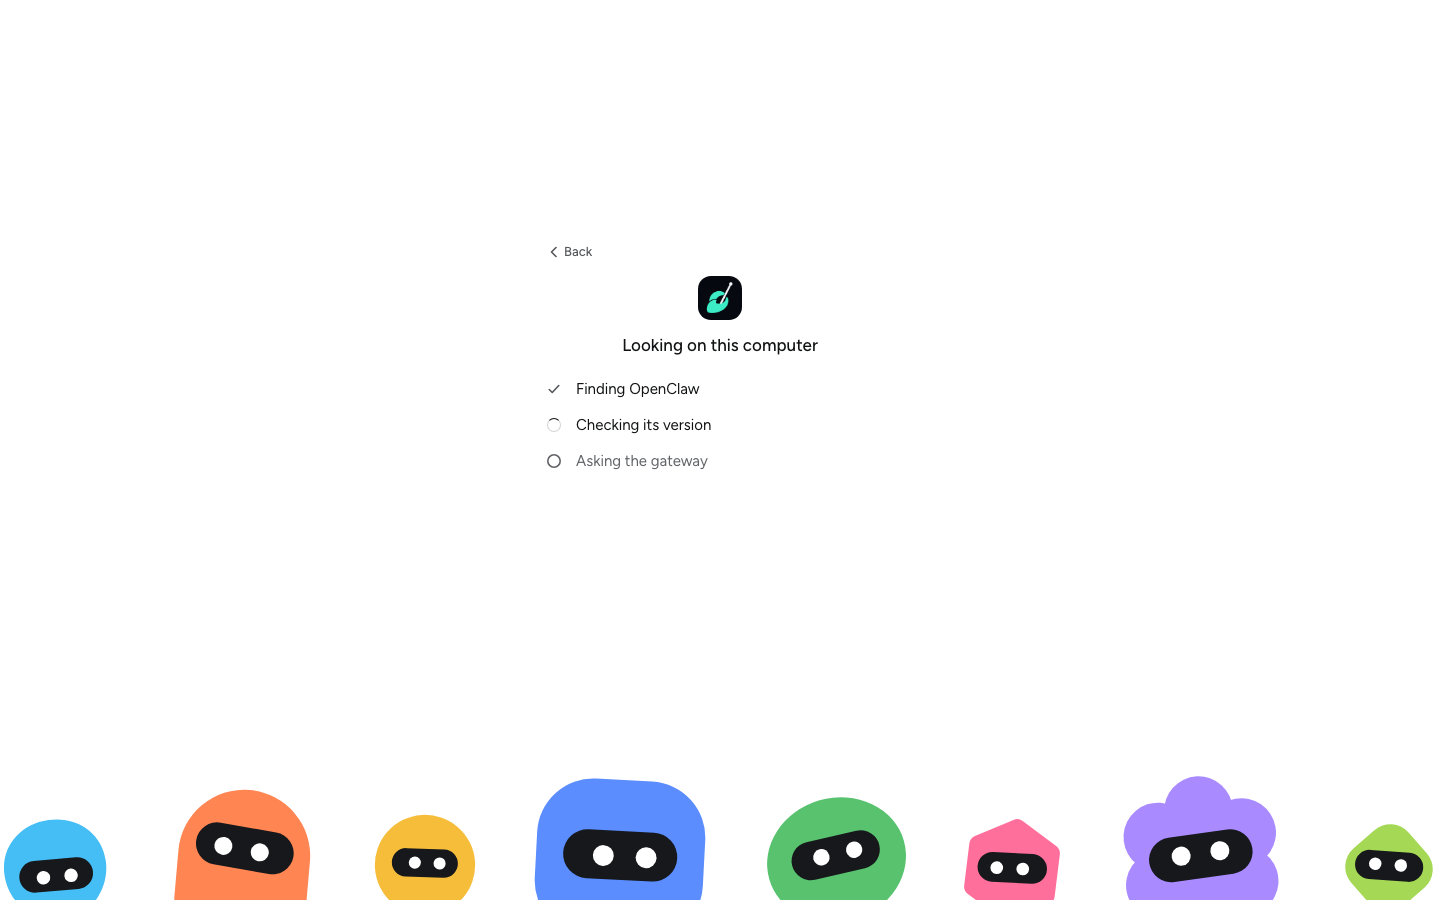 Back
Looking on this computer
Finding OpenClaw
Checking its version
Asking the gateway